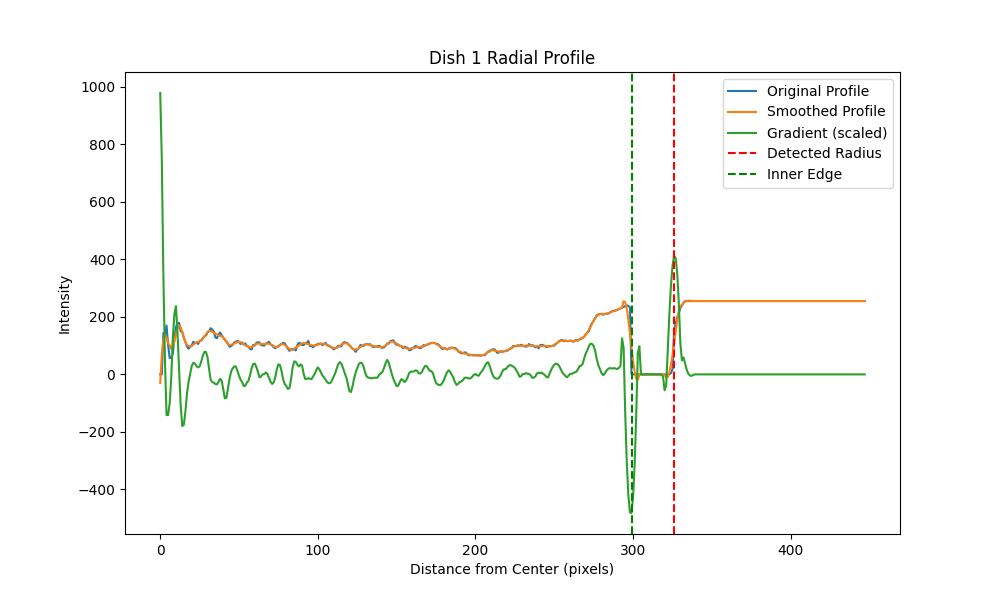 Dish 1 Radial Profile
1000
800
600
400
200
0
−200
−400
Intensity
Original Profile
Smoothed Profile
Gradient (scaled)
Detected Radius
Inner Edge
0 100 200 300 400
Distance from Center (pixels)